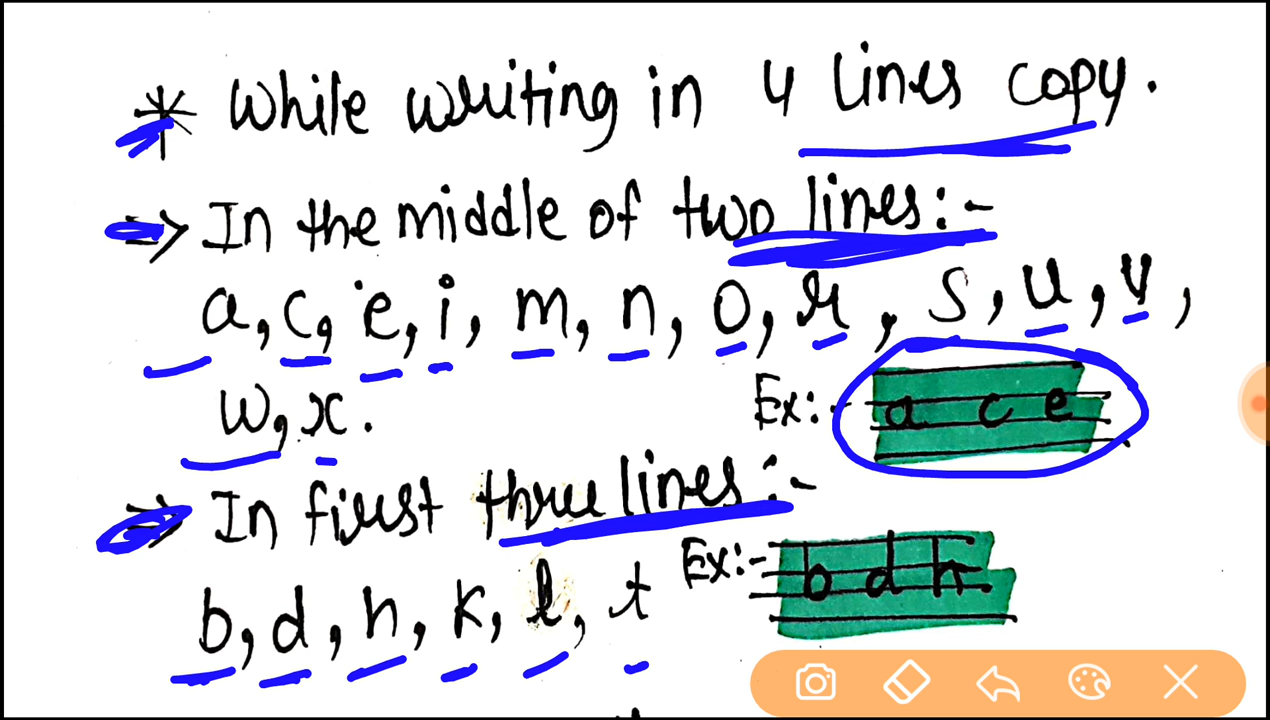 * While writing in 4 lines copy.
=> In the middle of two lines:-
a, c, e, i, m, n, o, r, s, u, v,
w, x.
Ex:- a c e
=> In first three lines:-
b, d, h, k, l, t
Ex:- b d h